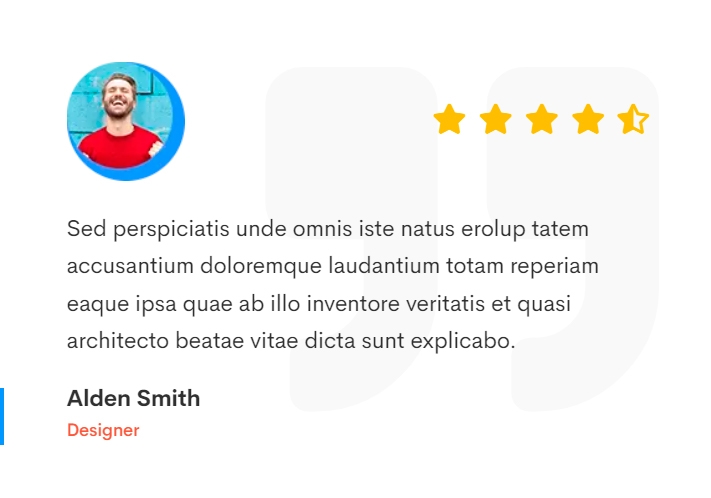 Sed perspiciatis unde omnis iste natus erolup tatem
accusantium doloremque laudantium totam reperiam
eaque ipsa quae ab illo inventore veritatis et quasi
architecto beatae vitae dicta sunt explicabo.
Alden Smith
Designer